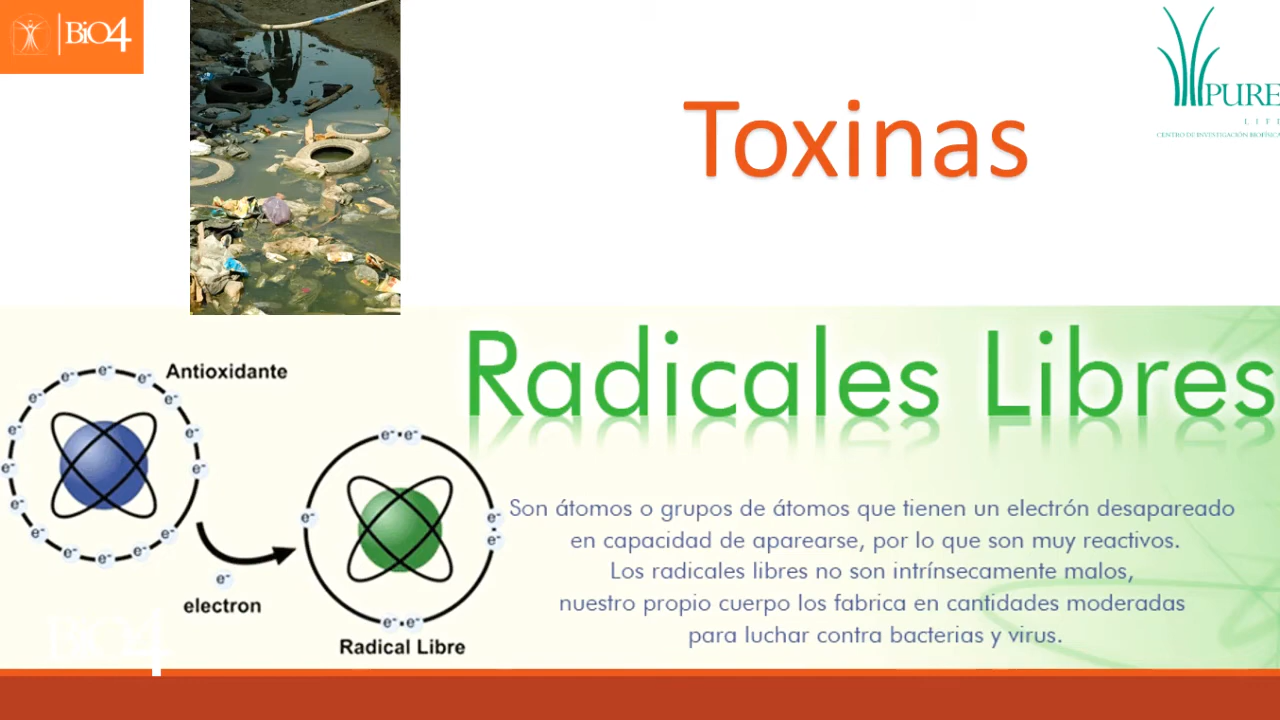 BiO4
Toxinas
PURE
Radicales Libres
Antioxidante
e- e- e- e- e- e- e- e- e- e- e- e- e- e- e-
electron
e-
e- e- e- e- e- e- e-
Radical Libre
Son átomos o grupos de átomos que tienen un electrón desapareado
en capacidad de aparearse, por lo que son muy reactivos.
Los radicales libres no son intrínsecamente malos,
nuestro propio cuerpo los fabrica en cantidades moderadas
para luchar contra bacterias y virus.
BiO4